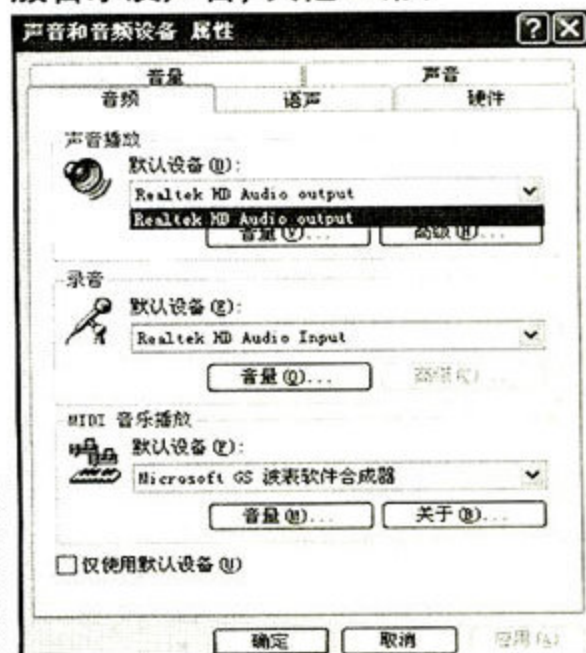 声音和音频设备 属性
音量 声音
音频 语声 硬件
声音播放
默认设备(D):
Realtek HD Audio output
Realtek HD Audio output
音量(V)... 高级(H)...
录音
默认设备(E):
Realtek HD Audio Input
音量(O)... 高级(C)...
MIDI 音乐播放
默认设备(F):
Microsoft GS 波表软件合成器
音量(M)... 关于(B)...
仅使用默认设备(U)
确定 取消 应用(A)